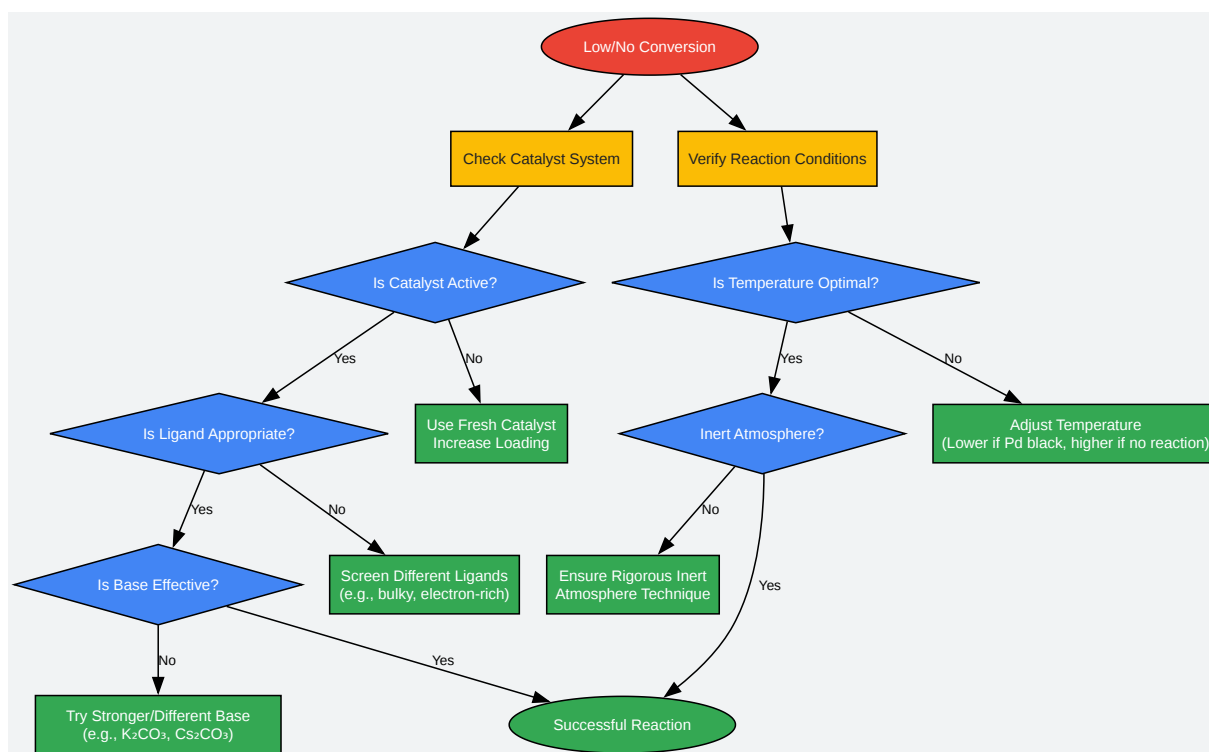 Low/No Conversion
Check Catalyst System
Verify Reaction Conditions
Is Catalyst Active?
Is Temperature Optimal?
Yes
No
Yes
No
Is Ligand Appropriate?
Use Fresh Catalyst
Increase Loading
Inert Atmosphere?
Adjust Temperature
(Lower if Pd black, higher if no reaction)
Yes
No
No
Yes
Is Base Effective?
Screen Different Ligands
(e.g., bulky, electron-rich)
Ensure Rigorous Inert
Atmosphere Technique
No
Yes
Try Stronger/Different Base
(e.g., K₂CO₃, Cs₂CO₃)
Successful Reaction